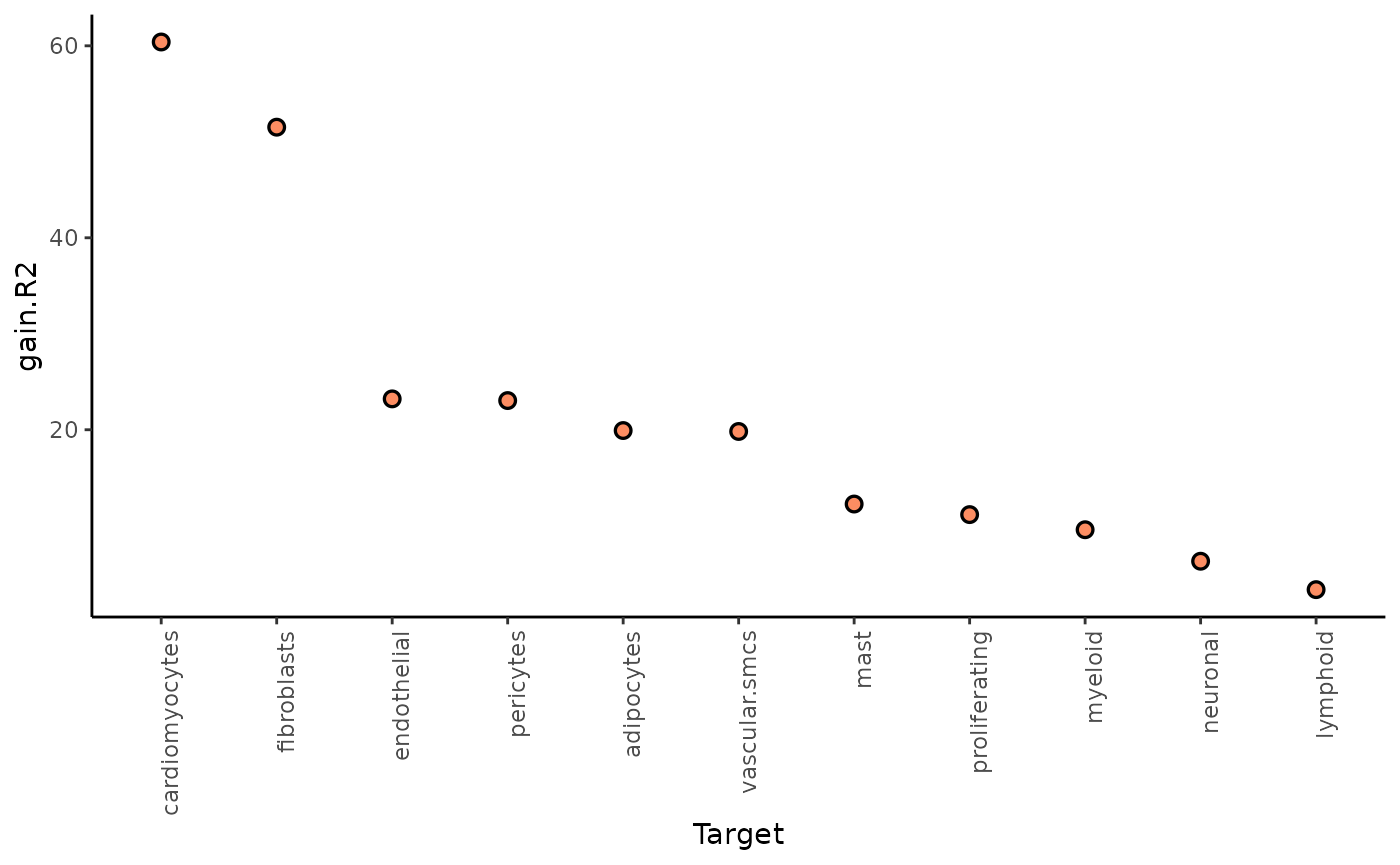 60
40
20
gain.R2
cardiomyocytes
fibroblasts
endothelial
pericytes
adipocytes
vascular.smcs
mast
proliferating
myeloid
neuronal
lymphoid
Target